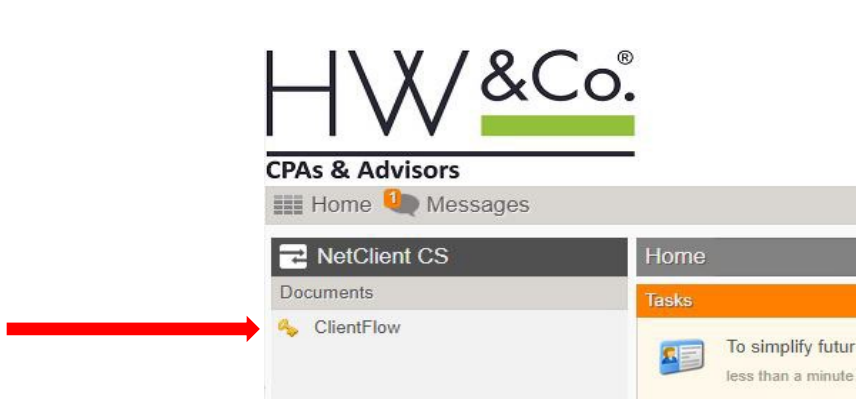 HW&Co.®
CPAs & Advisors
Home 1 Messages
NetClient CS
Documents
ClientFlow
Home
Tasks
To simplify futur
less than a minute